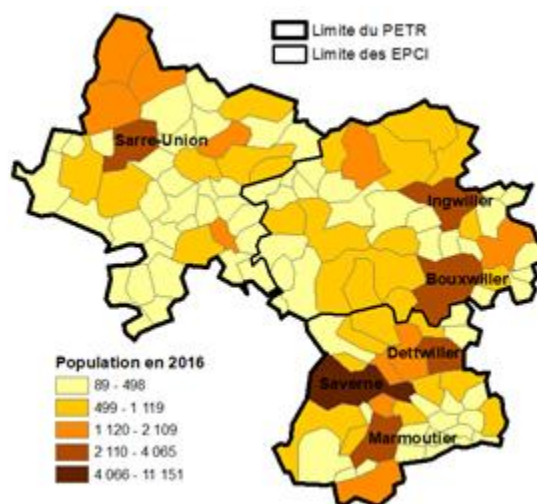 Limite du PETR
Limite des EPCI
Sarre-Union
Ingwiller
Bouxwiller
Dettwiller
Saverne
Marmoutier
Population en 2016
89 - 498
499 - 1 119
1 120 - 2 109
2 110 - 4 065
4 066 - 11 151